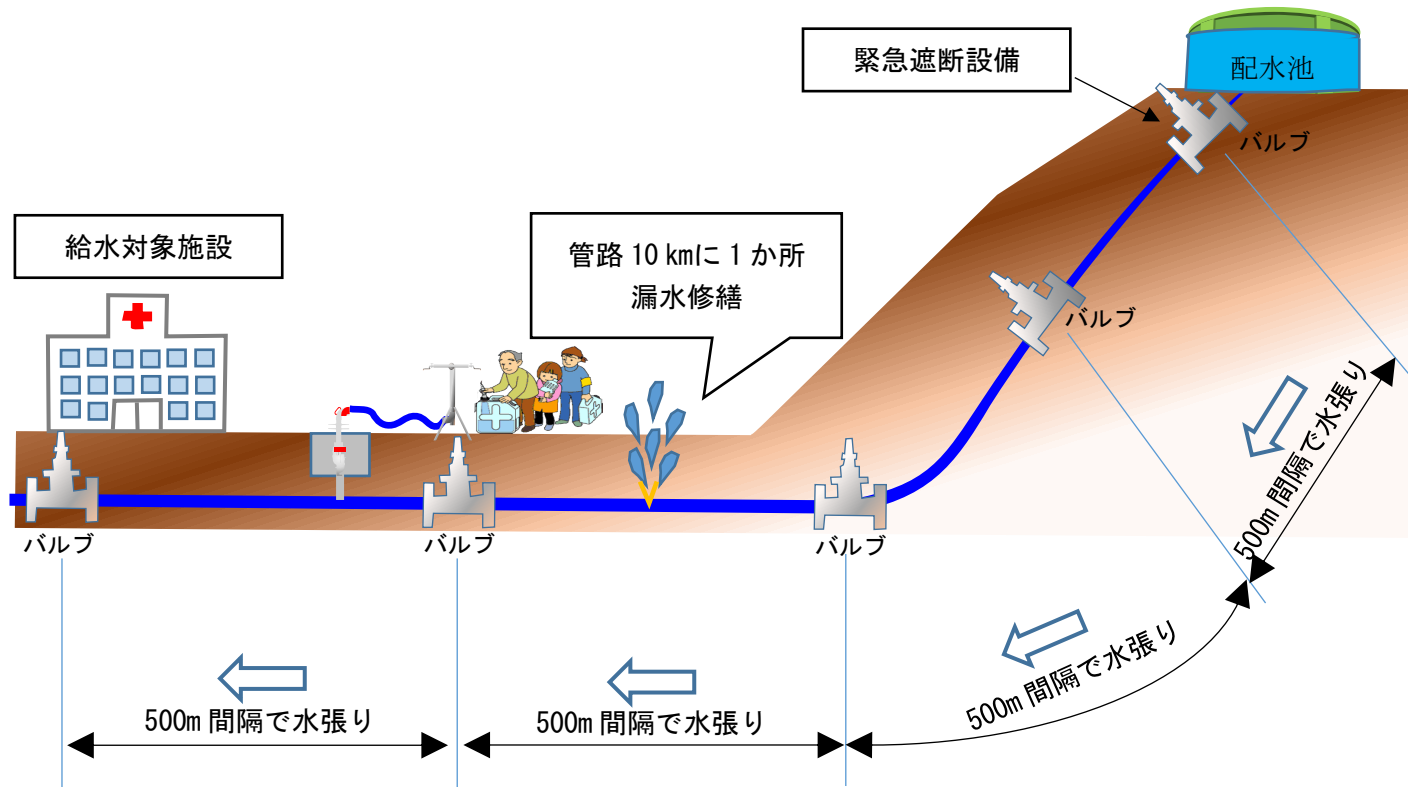 緊急遮断設備
配水池
バルブ
給水対象施設
管路 10 ㎞に 1 か所
漏水修繕
バルブ
バルブ
バルブ
バルブ
500m 間隔で水張り
500m 間隔で水張り
500m 間隔で水張り
500m 間隔で水張り